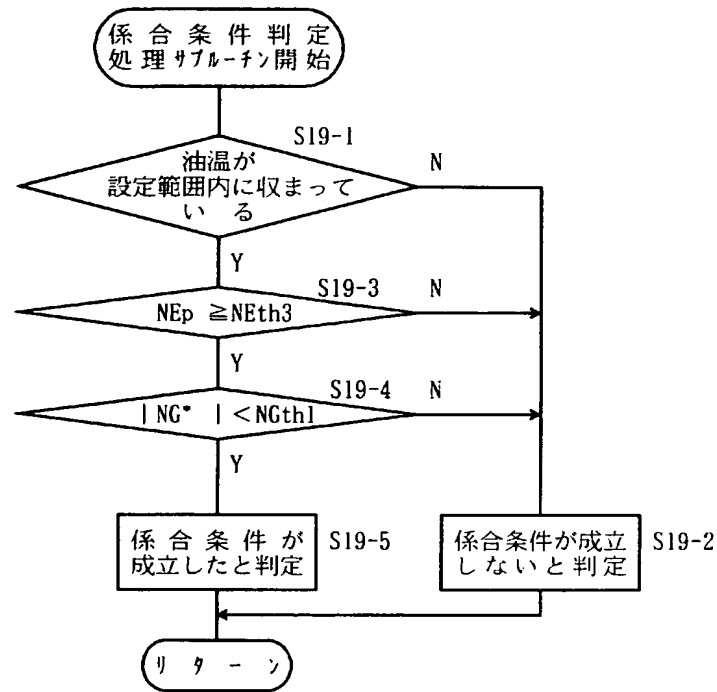 係合条件判定
処理サブルーチン開始
S19-1
油温が
設定範囲内に収まって
いる
N
Y
S19-3
NEp ≧NEth3
N
Y
S19-4
|NG* |<NGth1
N
Y
係合条件が
成立したと判定
S19-5
係合条件が成立
しないと判定
S19-2
リターン